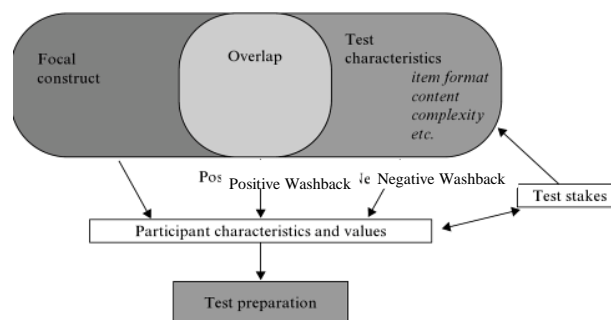 Focal
construct
Overlap
Test
characteristics
item format
content
complexity
etc.
Positive Washback
Negative Washback
Test stakes
Participant characteristics and values
Test preparation